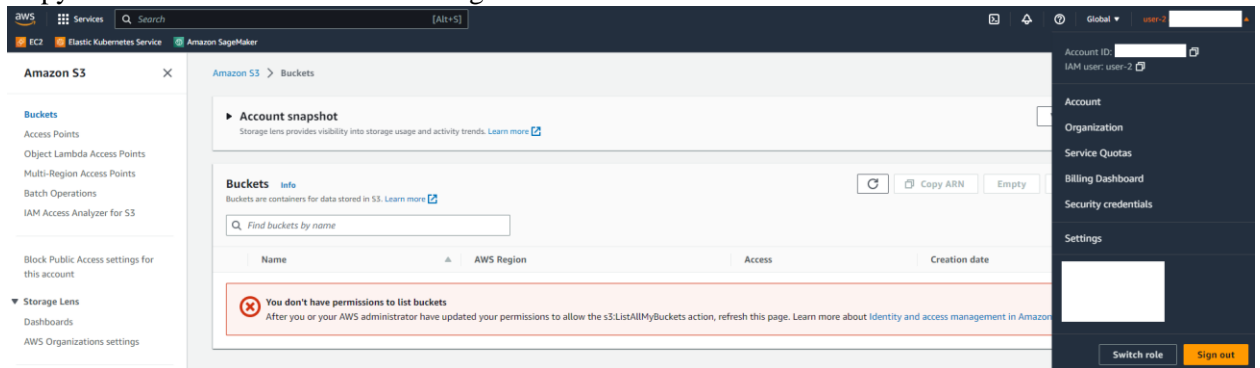 aws Services Search [Alt+S] Global user-2
EC2 Elastic Kubernetes Service Amazon SageMaker
Amazon S3
Buckets
Access Points
Object Lambda Access Points
Multi-Region Access Points
Batch Operations
IAM Access Analyzer for S3
Block Public Access settings for
this account
Storage Lens
Dashboards
AWS Organizations settings
Amazon S3 > Buckets
Account snapshot
Storage lens provides visibility into storage usage and activity trends. Learn more
Buckets Info
Buckets are containers for data stored in S3. Learn more
Copy ARN Empty
Find buckets by name
Name AWS Region Access Creation date
You don't have permissions to list buckets
After you or your AWS administrator have updated your permissions to allow the s3:ListAllMyBuckets action, refresh this page. Learn more about Identity and access management in Amazon
Account ID:
IAM user: user-2
Account
Organization
Service Quotas
Billing Dashboard
Security credentials
Settings
Switch role Sign out